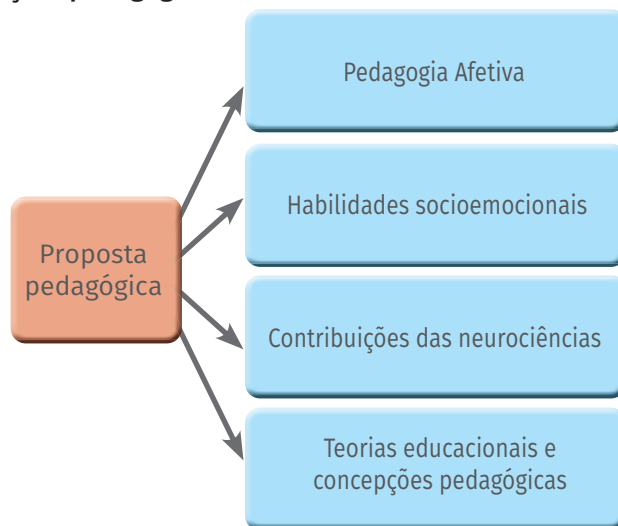 Pedagogia Afetiva
Habilidades socioemocionais
Proposta
pedagógica
Contribuições das neurociências
Teorias educacionais e
concepções pedagógicas